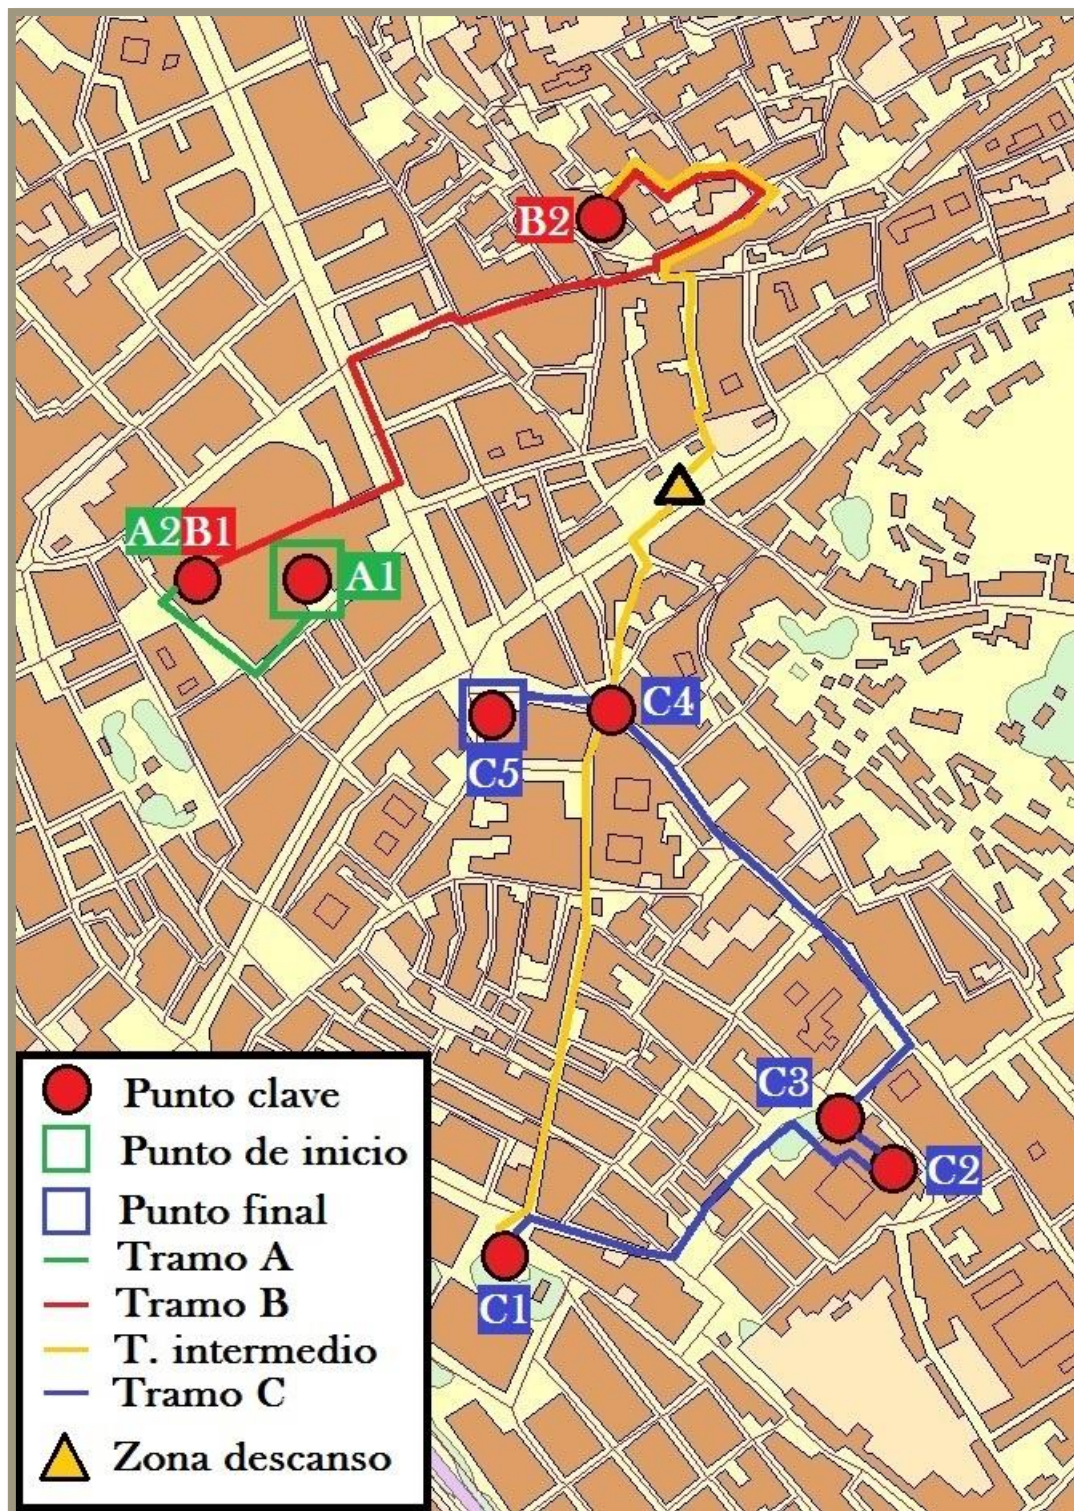 B2
A2B1
A1
C4
C5
C3
C2
C1
Punto clave
Punto de inicio
Punto final
Tramo A
Tramo B
T. intermedio
Tramo C
Zona descanso